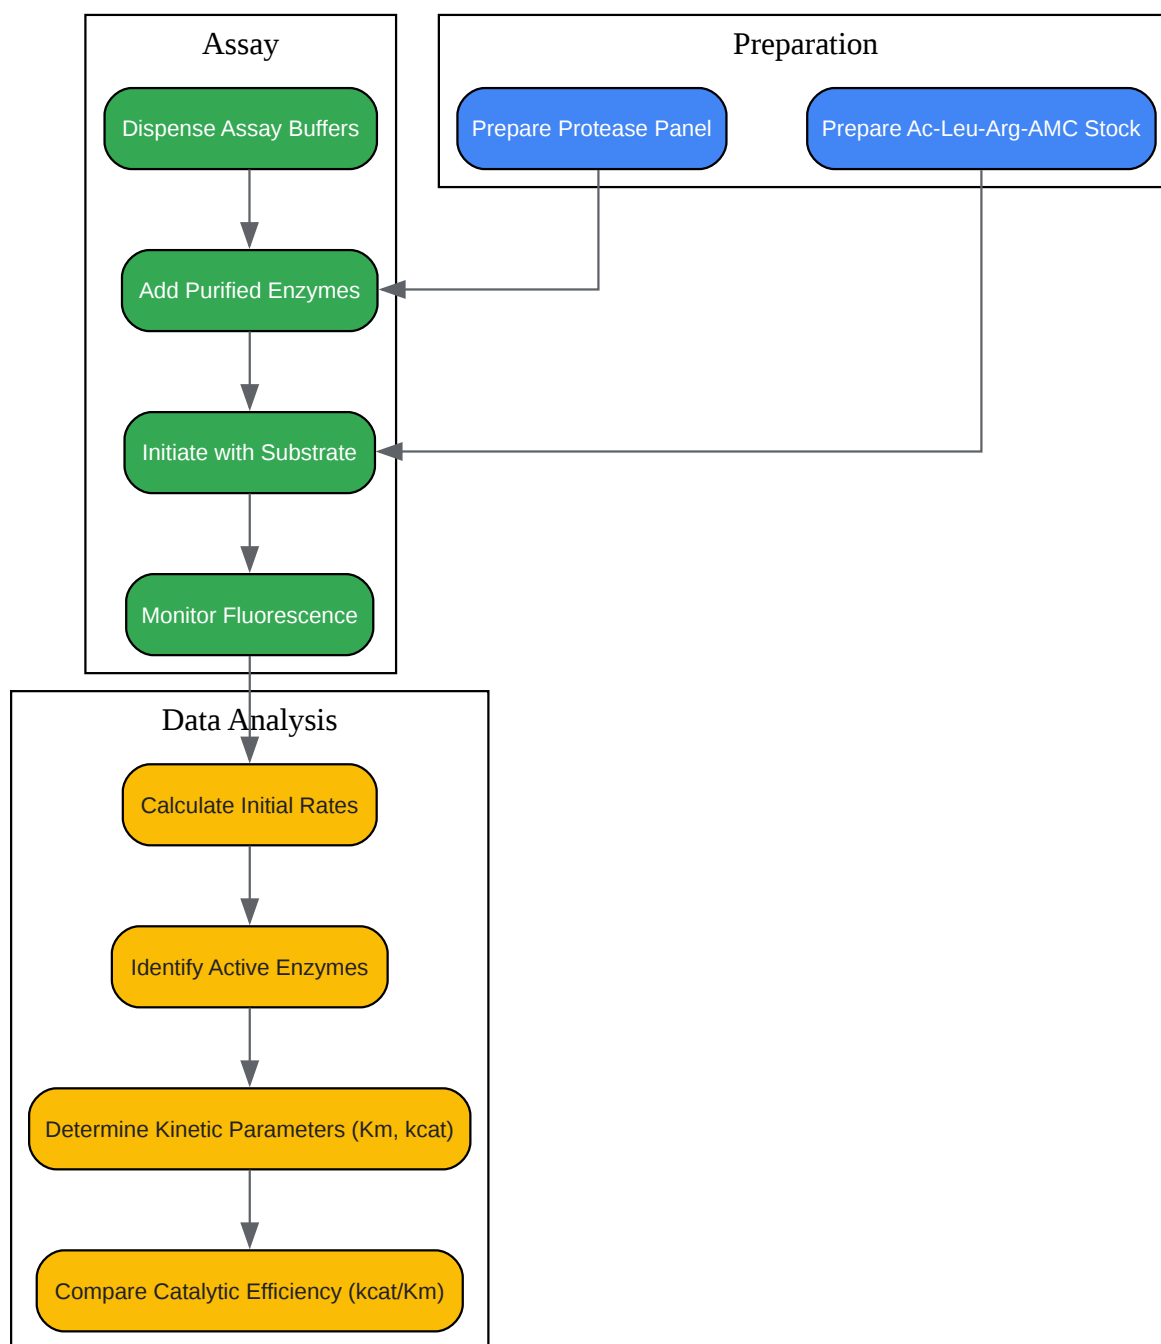 Assay
Dispense Assay Buffers
Add Purified Enzymes
Initiate with Substrate
Monitor Fluorescence
Preparation
Prepare Protease Panel
Prepare Ac-Leu-Arg-AMC Stock
Data Analysis
Calculate Initial Rates
Identify Active Enzymes
Determine Kinetic Parameters (Km, kcat)
Compare Catalytic Efficiency (kcat/Km)